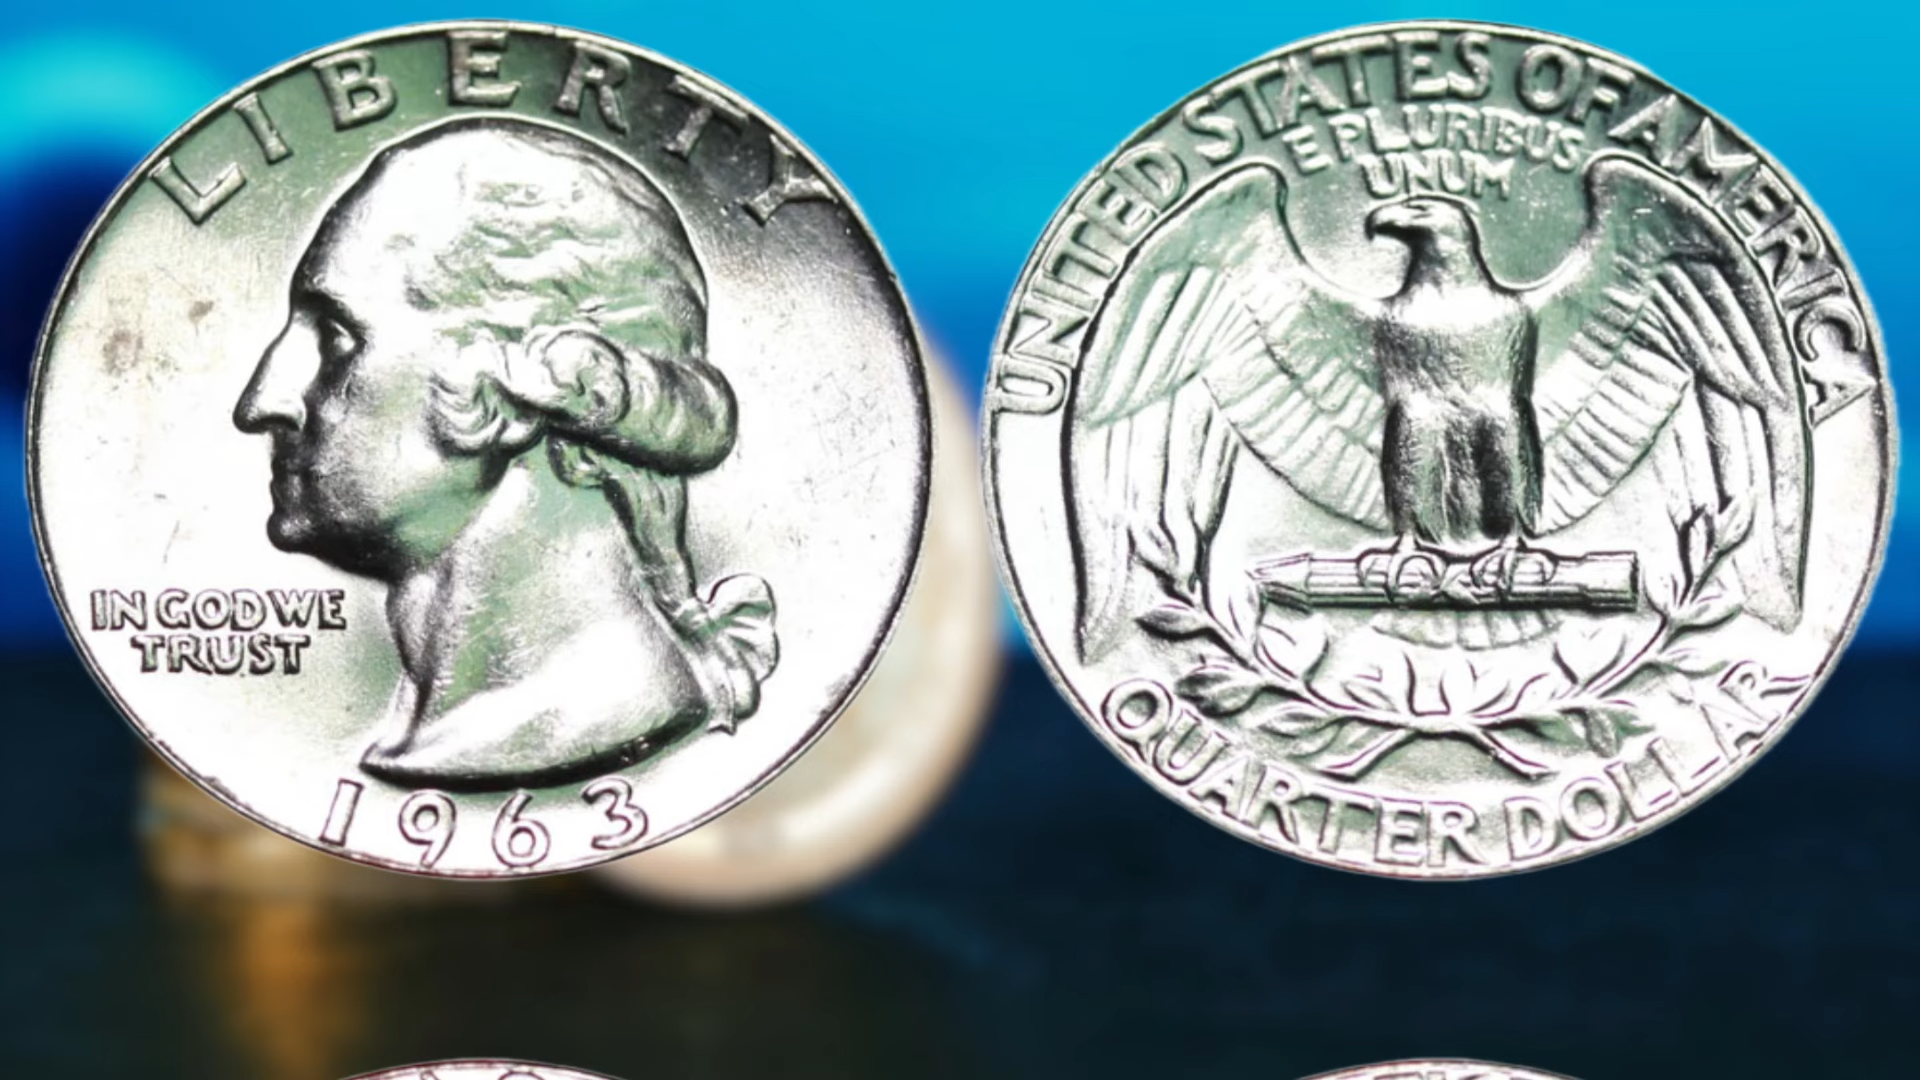 LIBERTY
IN GOD WE
TRUST
1963
UNITED STATES OF AMERICA
E PLURIBUS
UNUM
QUARTER DOLLAR